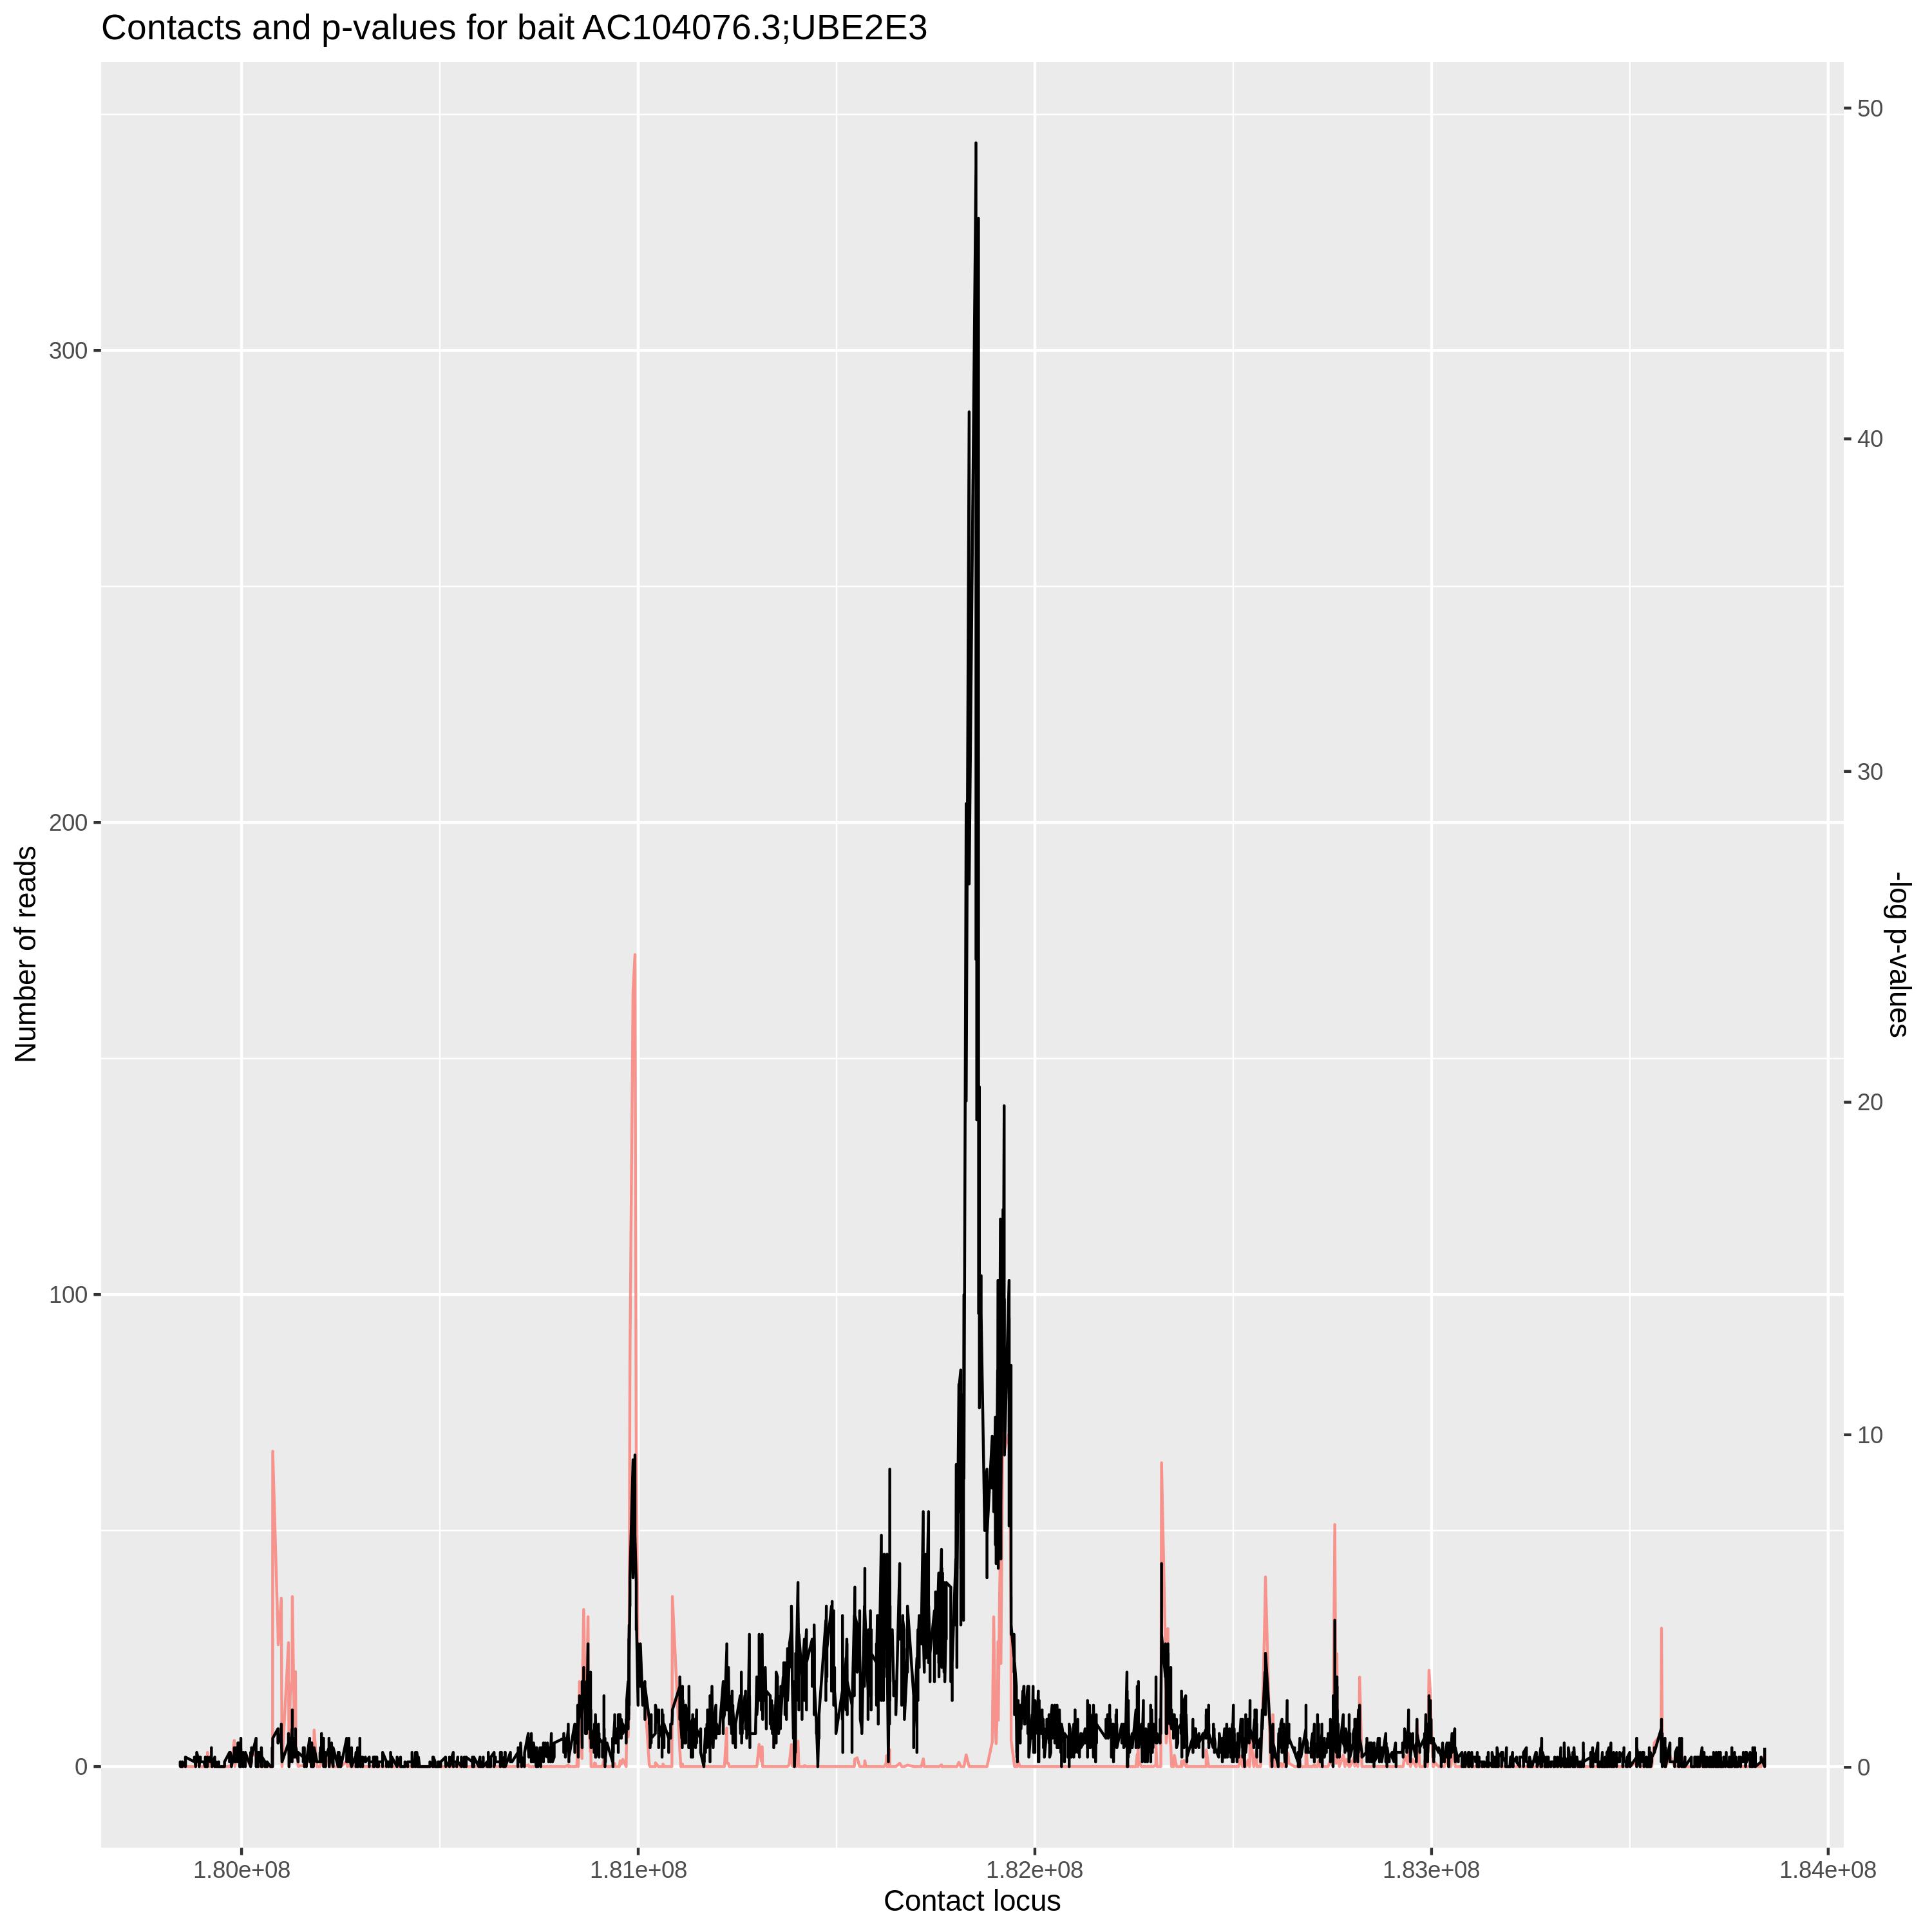 Contacts and p-values for bait AC104076.3;UBE2E3
Number of reads
300
200
100
0
50
40
30
20
10
0
-log p-values
1.80e+08
1.81e+08
1.82e+08
1.83e+08
1.84e+08
Contact locus